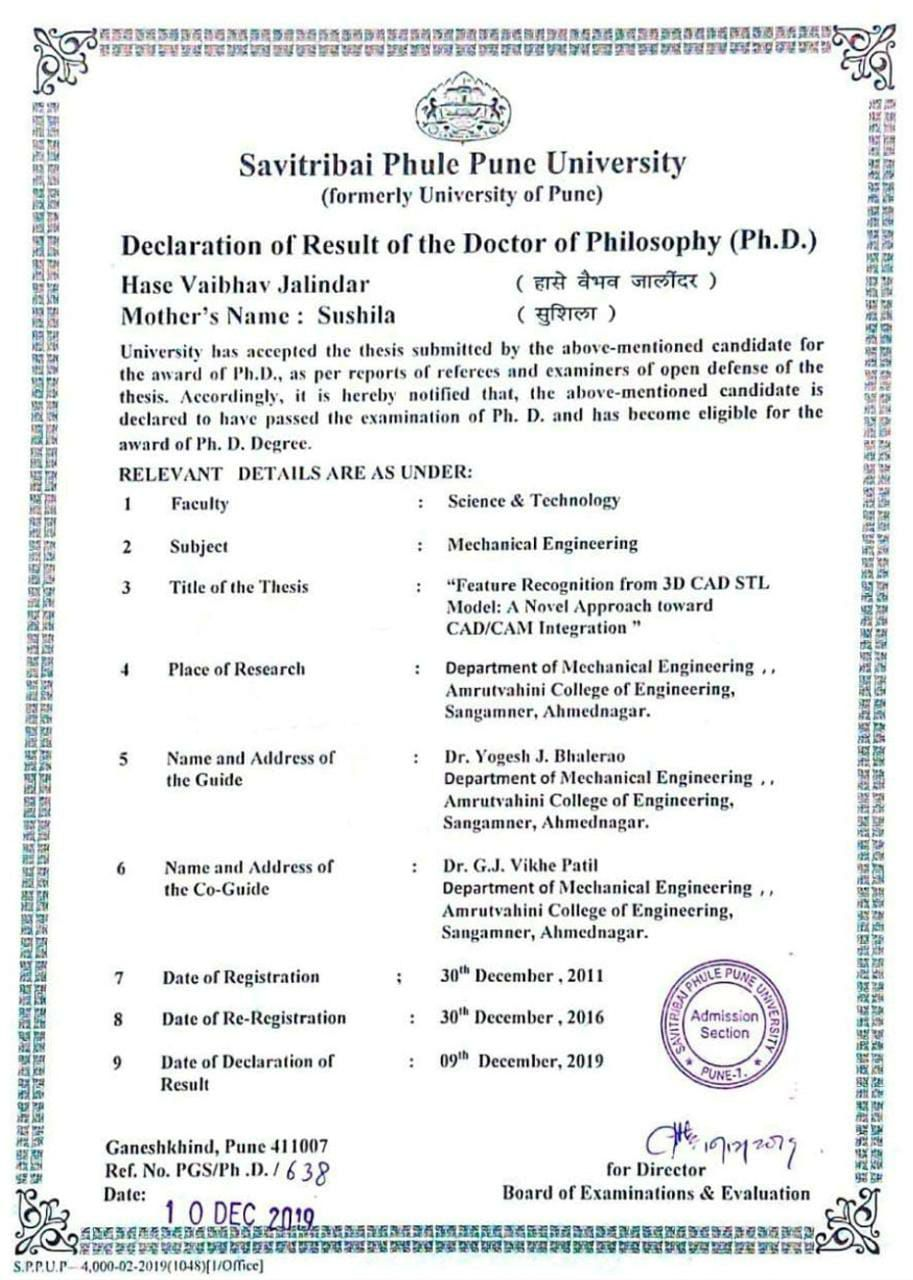 Savitribai Phule Pune University
(formerly University of Pune)
Declaration of Result of the Doctor of Philosophy (Ph.D.)
Hase Vaibhav Jalindar ( हासे वैभव जालींदर )
Mother's Name : Sushila ( सुशिला )
University has accepted the thesis submitted by the above-mentioned candidate for
the award of Ph.D., as per reports of referees and examiners of open defense of the
thesis. Accordingly, it is hereby notified that, the above-mentioned candidate is
declared to have passed the examination of Ph. D. and has become eligible for the
award of Ph. D. Degree.
RELEVANT DETAILS ARE AS UNDER:
1 Faculty : Science & Technology
2 Subject : Mechanical Engineering
3 Title of the Thesis : “Feature Recognition from 3D CAD STL
Model: A Novel Approach toward
CAD/CAM Integration ”
4 Place of Research : Department of Mechanical Engineering , ,
Amrutvahini College of Engineering,
Sangamner, Ahmednagar.
5 Name and Address of : Dr. Yogesh J. Bhalerao
the Guide Department of Mechanical Engineering , ,
Amrutvahini College of Engineering,
Sangamner, Ahmednagar.
6 Name and Address of : Dr. G.J. Vikhe Patil
the Co-Guide Department of Mechanical Engineering , ,
Amrutvahini College of Engineering,
Sangamner, Ahmednagar.
7 Date of Registration ; 30th December , 2011
8 Date of Re-Registration : 30th December , 2016
9 Date of Declaration of : 09th December, 2019
Result
SAVITRIBAI PHULE PUNE UNIVERSITY
Admission
Section
* PUNE-7. *
Ganeshkhind, Pune 411007
10/12/2019
Ref. No. PGS/Ph .D. / 638
for Director
Date:
Board of Examinations & Evaluation
10 DEC 2019
S.P.P.U.P– 4,000-02-2019(1048)[1/Office]